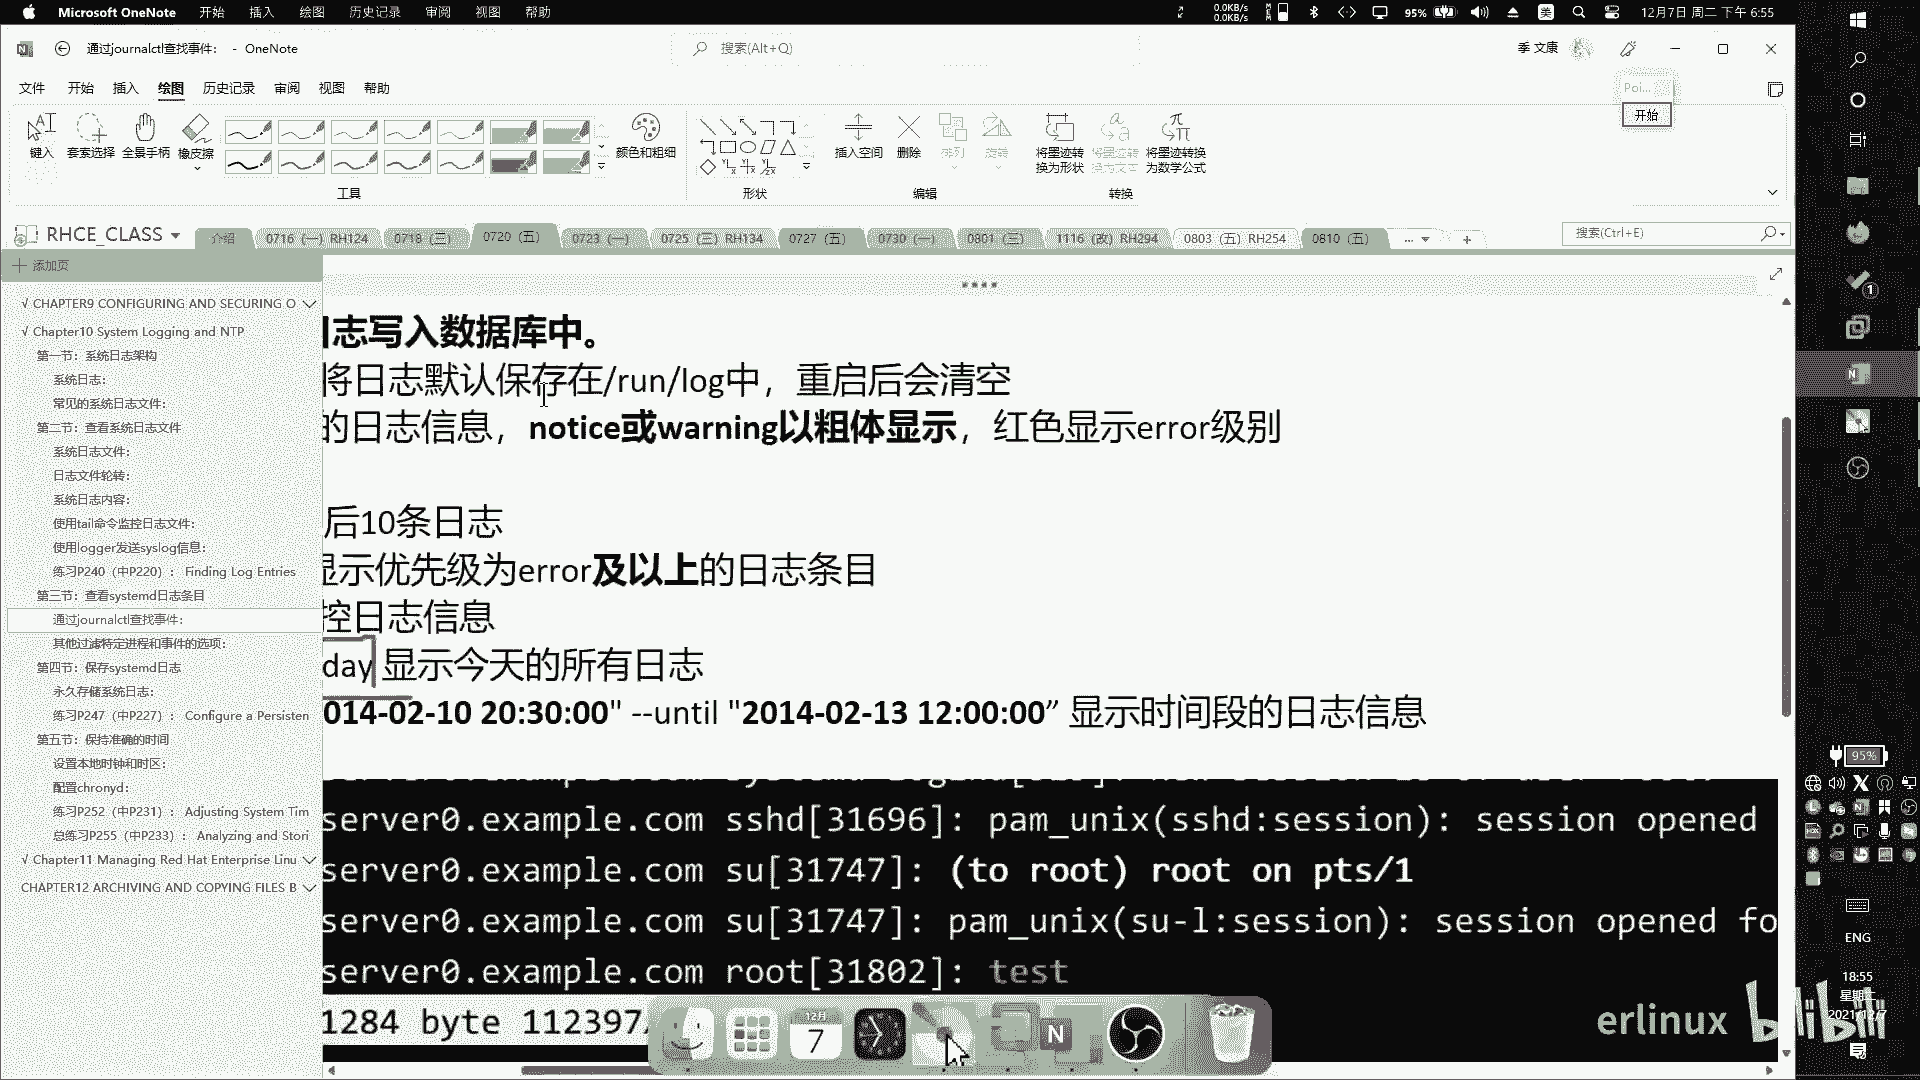 Microsoft OneNote 开始 插入 绘图 历史记录 审阅 视图 帮助
0.0KB/s
0.0KB/s
95%
美
12月7日 周二 下午 6:55
通过journalctl查找事件: - OneNote
搜索(Alt+Q)
季 文康
文件 开始 插入 绘图 历史记录 审阅 视图 帮助
Poi...
开始
键入 套索选择 全景手柄 橡皮擦
颜色和粗细
插入空间 删除 排列 旋转
将墨迹转
换为形状
将墨迹转换
为数学公式
工具 形状 编辑 转换
RHCE_CLASS
介绍 0716 (一) RH124 0718 (三) 0720 (五) 0723 (一) 0725 (三) RH134 0727 (五) 0730 (一) 0801 (三) 1116 (改) RH294 0803 (五) RH254 0810 (五) ...
搜索(Ctrl+E)
添加页
√ CHAPTER9 CONFIGURING AND SECURING O
√ Chapter10 System Logging and NTP
第一节：系统日志架构
系统日志：
常见的系统日志文件：
第二节：查看系统日志文件
系统日志文件：
日志文件轮转：
系统日志内容：
使用tail命令监控日志文件：
使用logger发送syslog信息：
练习P240（中P220）： Finding Log Entries
第三节：查看systemd日志条目
通过journalctl查找事件：
其他过滤特定进程和事件的选项：
第四节：保存systemd日志
永久存储系统日志：
练习P247（中P227）： Configure a Persisten
第五节：保持准确的时间
设置本地时钟和时区：
配置chronyd：
练习P252（中P231）： Adjusting System Tim
总练习P255（中P233）： Analyzing and Stori
√ Chapter11 Managing Red Hat Enterprise Linu
CHAPTER12 ARCHIVING AND COPYING FILES B
志写入数据库中。
将日志默认保存在/run/log中，重启后会清空
的日志信息，notice或warning以粗体显示，红色显示error级别
后10条日志
显示优先级为error及以上的日志条目
控日志信息
day 显示今天的所有日志
014-02-10 20:30:00" --until "2014-02-13 12:00:00” 显示时间段的日志信息
server0.example.com sshd[31696]: pam_unix(sshd:session): session opened
server0.example.com su[31747]: (to root) root on pts/1
server0.example.com su[31747]: pam_unix(su-l:session): session opened fo
server0.example.com root[31802]: test
1284 byte 112397
12月
7
N
1
95%
ENG
18:55
星期二
2021/12/7
erlinux
bilibili